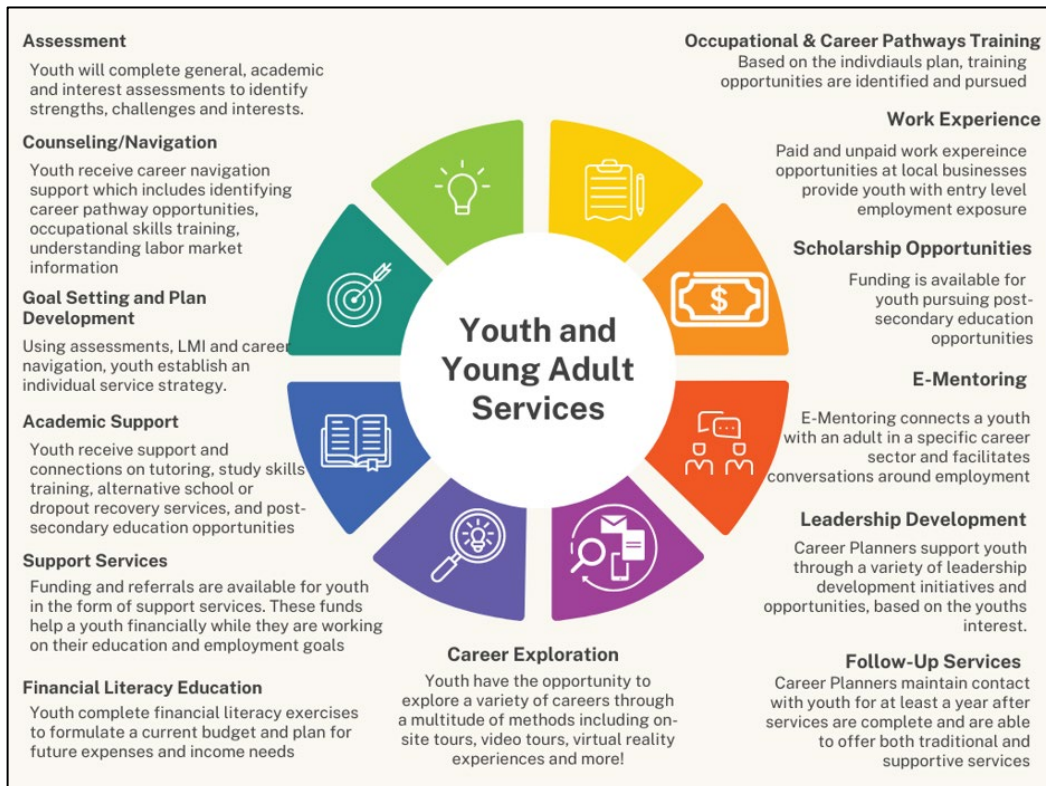 Assessment
Youth will complete general, academic
and interest assessments to identify
strengths, challenges and interests.
Counseling/Navigation
Youth receive career navigation
support which includes identifying
career pathway opportunities,
occupational skills training,
understanding labor market
information
Goal Setting and Plan
Development
Using assessments, LMI and career
navigation, youth establish an
individual service strategy.
Academic Support
Youth receive support and
connections on tutoring, study skills
training, alternative school or
dropout recovery services, and post-
secondary education opportunities
Support Services
Funding and referrals are available for youth
in the form of support services. These funds
help a youth financially while they are working
on their education and employment goals
Financial Literacy Education
Youth complete financial literacy exercises
to formulate a current budget and plan for
future expenses and income needs
Youth and
Young Adult
Services
$
Career Exploration
Youth have the opportunity to
explore a variety of careers through
a multitude of methods including on-
site tours, video tours, virtual reality
experiences and more!
Occupational & Career Pathways Training
Based on the indivdiauls plan, training
opportunities are identified and pursued
Work Experience
Paid and unpaid work expereince
opportunities at local businesses
provide youth with entry level
employment exposure
Scholarship Opportunities
Funding is available for
youth pursuing post-
secondary education
opportunities
E-Mentoring
E-Mentoring connects a youth
with an adult in a specific career
sector and facilitates
conversations around employment
Leadership Development
Career Planners support youth
through a variety of leadership
development initiatives and
opportunities, based on the youths
interest.
Follow-Up Services
Career Planners maintain contact
with youth for at least a year after
services are complete and are able
to offer both traditional and
supportive services